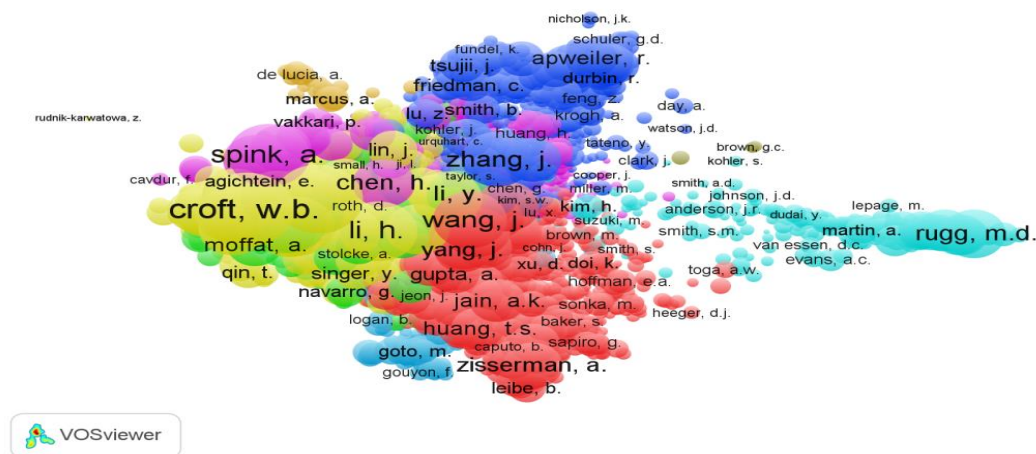 nicholson, j.k.
schuler, g.d.
fundel, k.
apweiler, r.
tsujii, j.
de lucia, a.
durbin, r.
friedman, c.
feng, z.
marcus, a.
smith, b.
day, a.
lu, z.
krogh, a.
rudnik-karwatowa, z.
vakkari, p.
kohler, j.
huang, h.
watson, j.d.
urquhart, c.
tateno, y.
brown, g.c.
lin, j.
spink, a.
zhang, j.
clark, j.
kohler, s.
small, h.
ji, l.
cavdur, f.
agichtein, e.
chen, h.
taylor, s.
cooper, j.
smith, a.d.
li, y.
chen, g.
miller, m.
johnson, j.d.
kim, s.w.
roth, d.
croft, w.b.
lu, x.
kim, h.
anderson, j.r.
dudai, y.
lepage, m.
wang, j.
suzuki, m.
li, h.
brown, m.
smith, s.m.
martin, a.
rugg, m.d.
moffat, a.
stolcke, a.
yang, j.
cohn, j.
smith, s.
van essen, d.c.
evans, a.c.
xu, d.
doi, k.
qin, t.
singer, y.
gupta, a.
toga, a.w.
hoffman, e.a.
navarro, g.
jeon, j.
jain, a.k.
sonka, m.
heeger, d.j.
logan, b.
huang, t.s.
baker, s.
sapiro, g.
goto, m.
caputo, b.
gouyon, f.
zisserman, a.
leibe, b.
VOSviewer